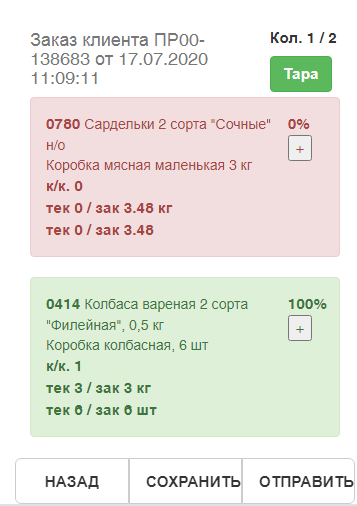 Заказ клиента ПР00-
138683 от 17.07.2020
11:09:11
Кол. 1 / 2
Тара
0780 Сардельки 2 сорта "Сочные"
н/о
Коробка мясная маленькая 3 кг
к/к. 0
тек 0 / зак 3.48 кг
тек 0 / зак 3.48
0%
+
0414 Колбаса вареная 2 сорта
"Филейная", 0,5 кг
Коробка колбасная, 6 шт
к/к. 1
тек 3 / зак 3 кг
тек 6 / зак 6 шт
100%
+
НАЗАД
СОХРАНИТЬ
ОТПРАВИТЬ